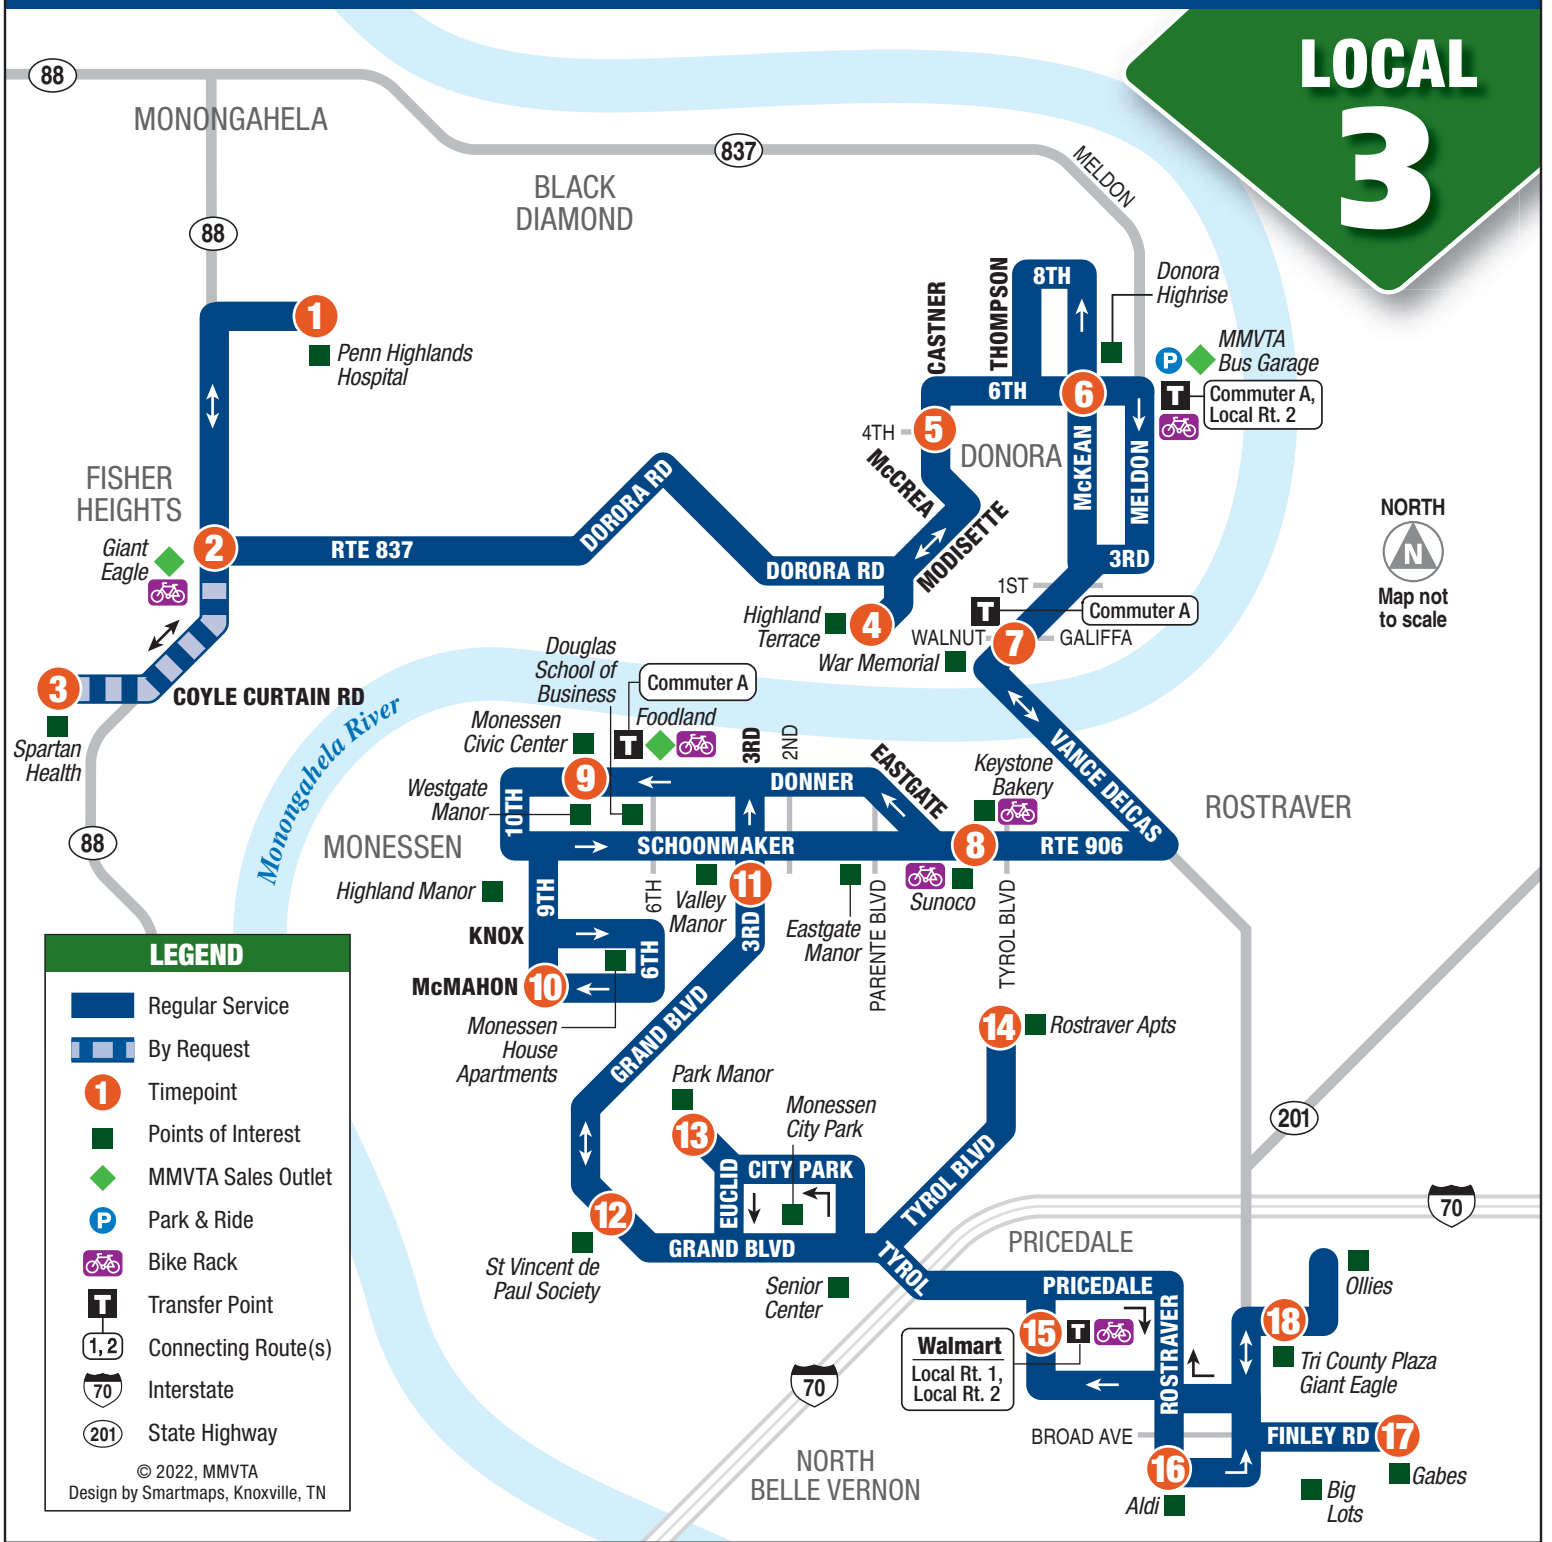 LOCAL
3
88
MONONGAHELA
837
MELDON
BLACK
DIAMOND
88
1
Penn Highlands
Hospital
8TH
THOMPSON
CASTNER
Donora
Highrise
MMVTA
Bus Garage
P
T
Commuter A,
Local Rt. 2
6TH
6
4TH
5
DONORA
McKEAN
MELDON
McCREA
MODISETTE
FISHER
HEIGHTS
Giant
Eagle
2
RTE 837
DORORA RD
DORORA RD
3RD
1ST
NORTH
N
Map not
to scale
Highland
Terrace
4
T
Commuter A
WALNUT
7
GALIFFA
War Memorial
3
COYLE CURTAIN RD
Spartan
Health
Monongahela River
88
Douglas
School of
Business
Commuter A
Monessen
Civic Center
T
Foodland
3RD
2ND
EASTGATE
Keystone
Bakery
VANCE DEICAS
ROSTRAVER
9
DONNER
Westgate
Manor
10TH
MONESSEN
SCHOONMAKER
8
RTE 906
Highland Manor
9TH
6TH
Valley
Manor
11
3RD
Eastgate
Manor
PARENTE BLVD
Sunoco
TYROL BLVD
KNOX
6TH
McMAHON
10
Monessen
House
Apartments
GRAND BLVD
14
Rostraver Apts
Park Manor
13
Monessen
City Park
201
EUCLID
CITY PARK
TYROL BLVD
12
GRAND BLVD
TYROL
St Vincent de
Paul Society
Senior
Center
70
PRICEDALE
PRICEDALE
Ollies
15
T
ROSTRAVER
18
Walmart
Local Rt. 1,
Local Rt. 2
Tri County Plaza
Giant Eagle
70
BROAD AVE
FINLEY RD
17
16
Gabes
Aldi
Big
Lots
NORTH
BELLE VERNON
LEGEND
Regular Service
By Request
1
Timepoint
Points of Interest
MMVTA Sales Outlet
P
Park & Ride
Bike Rack
T
Transfer Point
1, 2
Connecting Route(s)
70
Interstate
201
State Highway
© 2022, MMVTA
Design by Smartmaps, Knoxville, TN